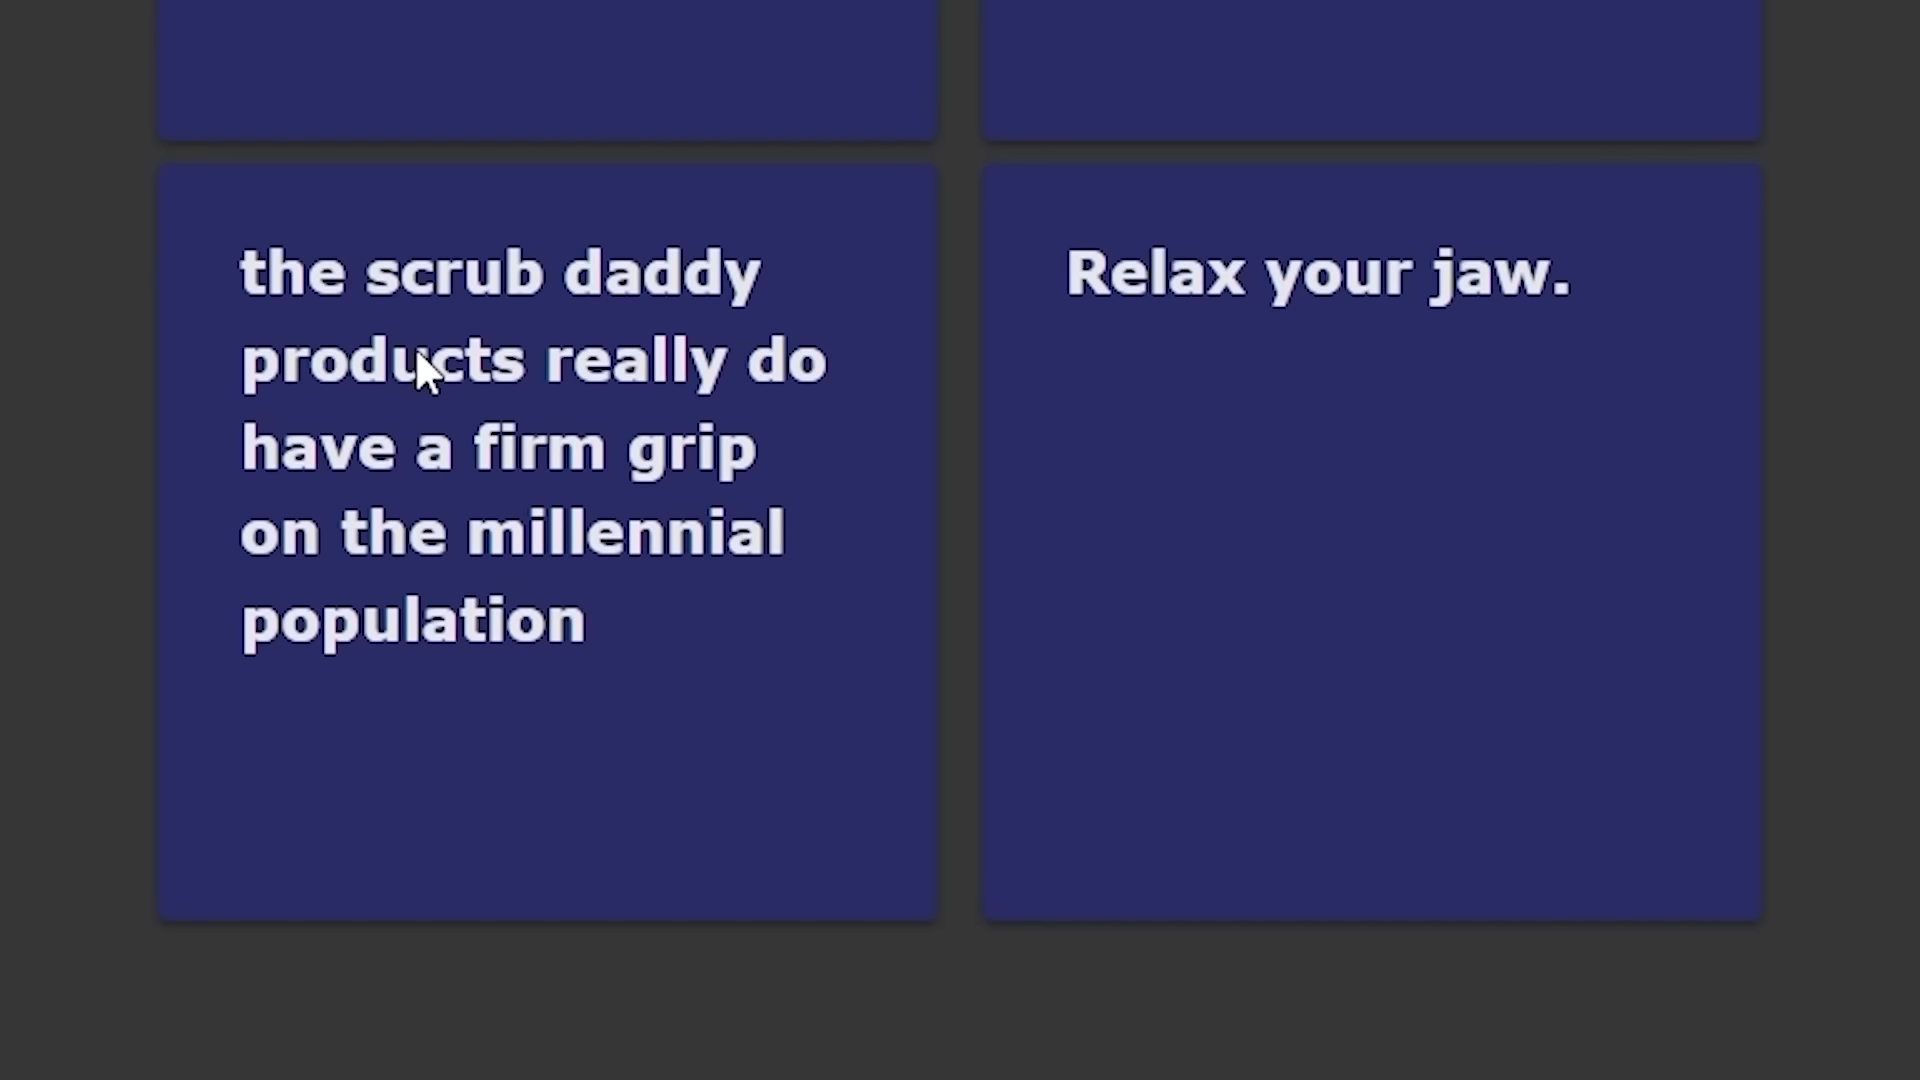 the scrub daddy
products really do
have a firm grip
on the millennial
population
Relax your jaw.